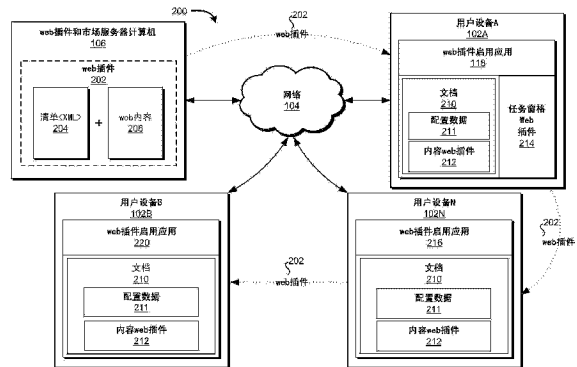 200
web插件和市场服务器计算机
106
web插件
202
清单<XML>
204
+
web内容
206
202
web插件
网络
104
用户设备A
102A
web插件启用应用
118
文档
210
配置数据
211
内容web插件
212
任务窗格
Web
插件
214
202
web插件
用户设备B
102B
web插件启用应用
220
文档
210
配置数据
211
内容web插件
212
202
web插件
用户设备N
102N
web插件启用应用
216
文档
210
配置数据
211
内容web插件
212